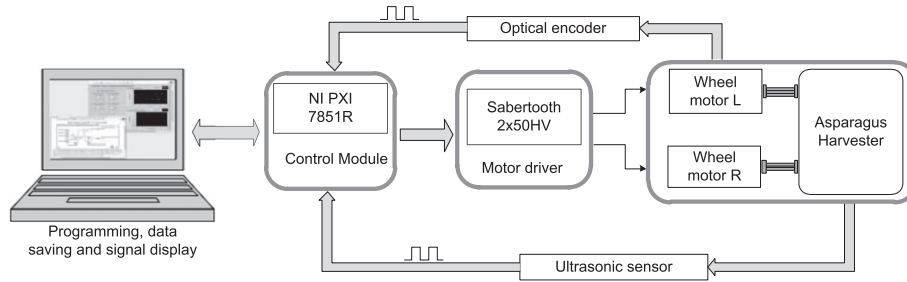 Optical encoder
NI PXI
7851R
Control Module
Sabertooth
2x50HV
Motor driver
Wheel
motor L
Wheel
motor R
Asparagus
Harvester
Programming, data
saving and signal display
Ultrasonic sensor